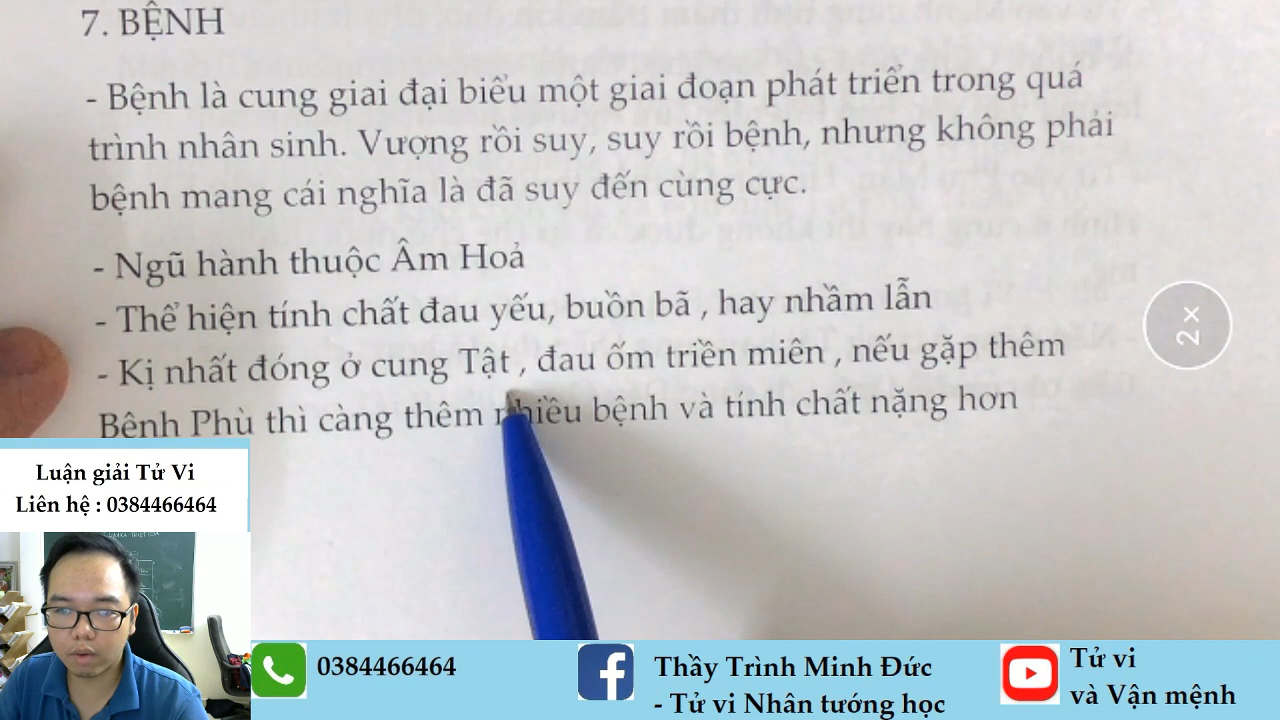 7. BỆNH
- Bệnh là cung giai đại biểu một giai đoạn phát triển trong quá
trình nhân sinh. Vượng rồi suy, suy rồi bệnh, nhưng không phải
bệnh mang cái nghĩa là đã suy đến cùng cực.
- Ngũ hành thuộc Âm Hoả
- Thể hiện tính chất đau yếu, buồn bã , hay nhầm lẫn
- Kị nhất đóng ở cung Tật , đau ốm triền miên , nếu gặp thêm
Bệnh Phù thì càng thêm nhiều bệnh và tính chất nặng hơn
2×
Luận giải Tử Vi
Liên hệ : 0384466464
0384466464
Thầy Trình Minh Đức
- Tử vi Nhân tướng học
Tử vi
và Vận mệnh